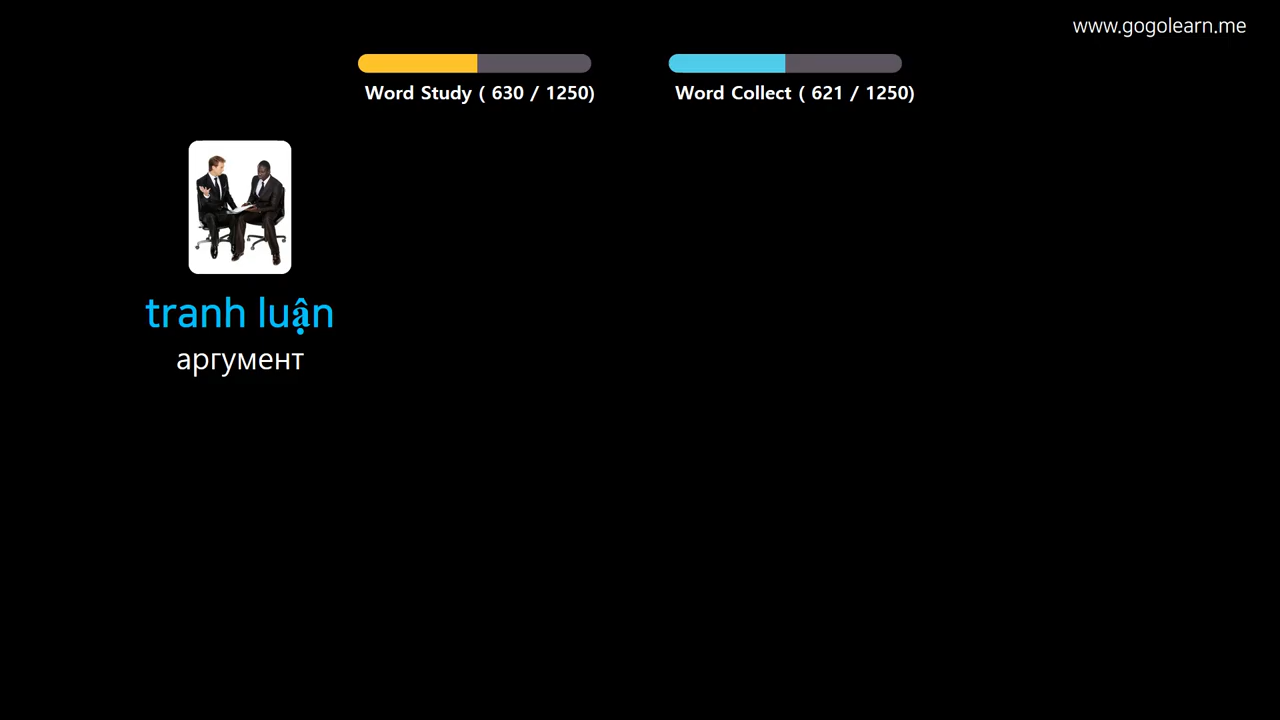 www.gogolearn.me
Word Study ( 630 / 1250)
Word Collect ( 621 / 1250)
tranh luận
аргумент